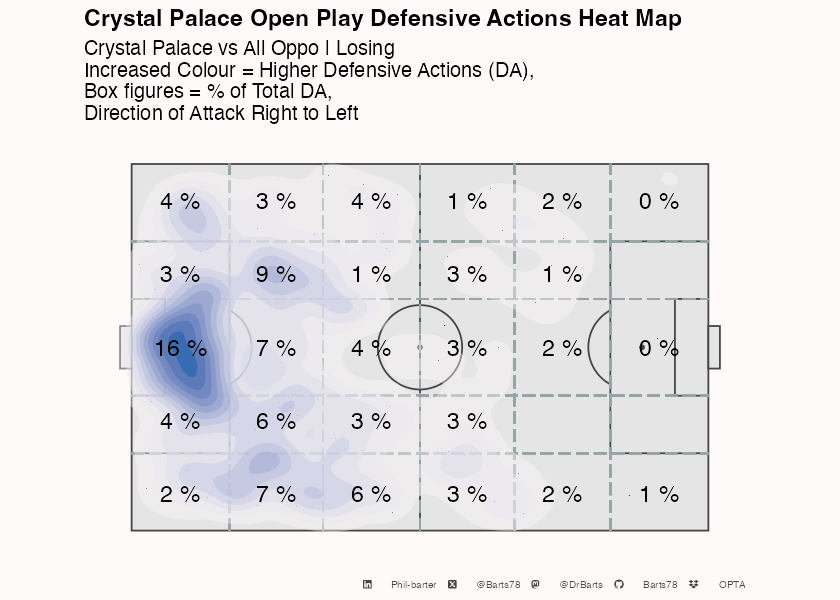 Crystal Palace Open Play Defensive Actions Heat Map
Crystal Palace vs All Oppo | Losing
Increased Colour = Higher Defensive Actions (DA),
Box figures = % of Total DA,
Direction of Attack Right to Left
4 % 3 % 4 % 1 % 2 % 0 %
3 % 9 % 1 % 3 % 1 %
16 % 7 % 4 % 3 % 2 % 0 %
4 % 6 % 3 % 3 %
2 % 7 % 6 % 3 % 2 % 1 %
Phil-barter @Barts78 @DrBarts Barts78 OPTA